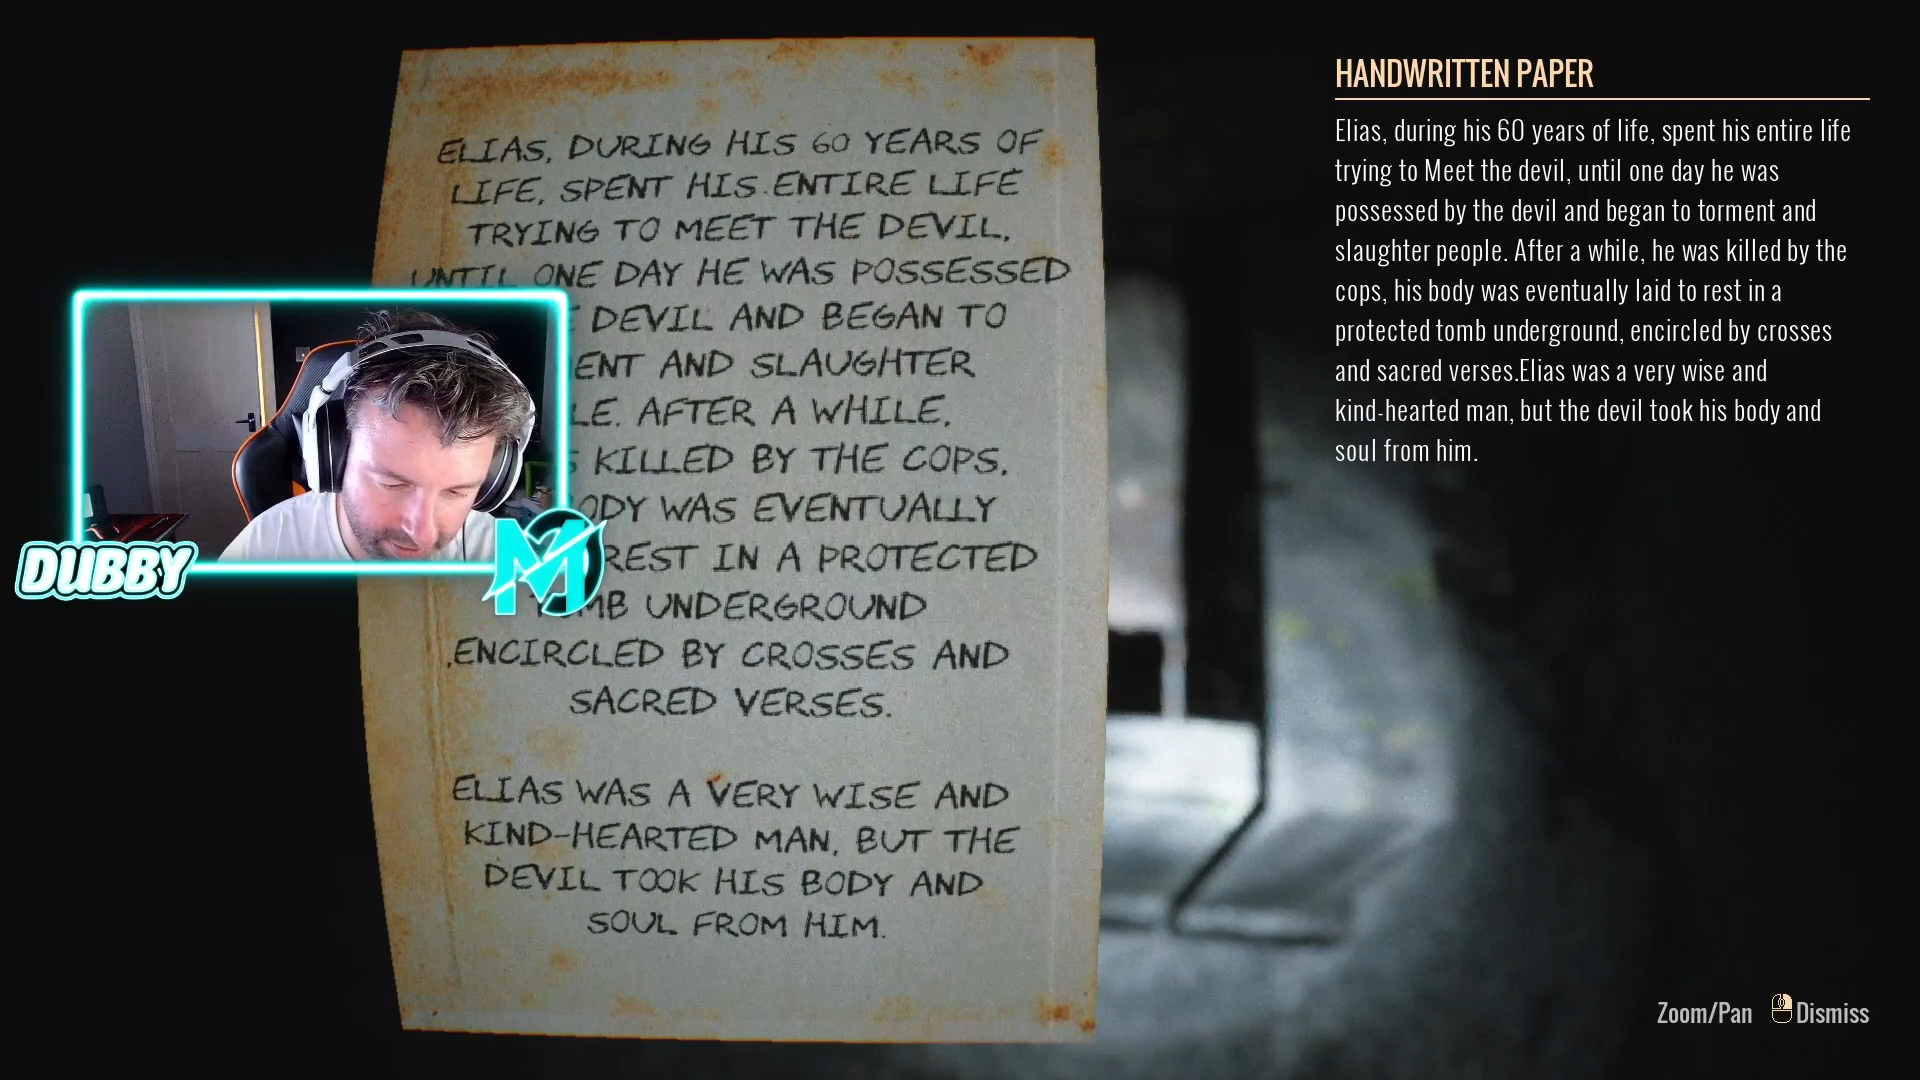 ELIAS, DURING HIS 60 YEARS OF
LIFE, SPENT HIS ENTIRE LIFE
TRYING TO MEET THE DEVIL,
UNTIL ONE DAY HE WAS POSSESSED
DEVIL AND BEGAN TO
ENT AND SLAUGHTER
LE. AFTER A WHILE,
KILLED BY THE COPS,
ODY WAS EVENTUALLY
REST IN A PROTECTED
TOMB UNDERGROUND
,ENCIRCLED BY CROSSES AND
SACRED VERSES.
ELIAS WAS A VERY WISE AND
KIND-HEARTED MAN, BUT THE
DEVIL TOOK HIS BODY AND
SOUL FROM HIM.
DUBBY
M
HANDWRITTEN PAPER
Elias, during his 60 years of life, spent his entire life
trying to Meet the devil, until one day he was
possessed by the devil and began to torment and
slaughter people. After a while, he was killed by the
cops, his body was eventually laid to rest in a
protected tomb underground, encircled by crosses
and sacred verses.Elias was a very wise and
kind-hearted man, but the devil took his body and
soul from him.
Zoom/Pan Dismiss